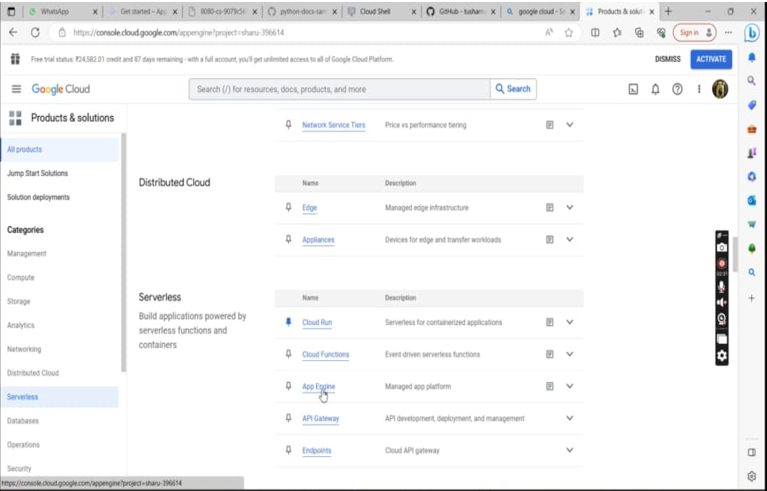 WhatsApp
Get started – App
8080-cs-9079c5
python-docs-sam
Cloud Shell
GitHub - tusham
google cloud - Se
Products & solut
https://console.cloud.google.com/appengine?project=sharu-396614
Sign in
Free trial status: ₹24,582.01 credit and 87 days remaining - with a full account, you'll get unlimited access to all of Google Cloud Platform.
DISMISS
ACTIVATE
Google Cloud
Search (/) for resources, docs, products, and more
Search
Products & solutions
All products
Jump Start Solutions
Solution deployments
Categories
Management
Compute
Storage
Analytics
Networking
Distributed Cloud
Serverless
Databases
Operations
Security
Network Service Tiers Price vs performance tiering
Distributed Cloud
Name Description
Edge Managed edge infrastructure
Appliances Devices for edge and transfer workloads
Serverless
Build applications powered by
serverless functions and
containers
Name Description
Cloud Run Serverless for containerized applications
Cloud Functions Event-driven serverless functions
App Engine Managed app platform
API Gateway API development, deployment, and management
Endpoints Cloud API gateway
https://console.cloud.google.com/appengine?project=sharu-396614